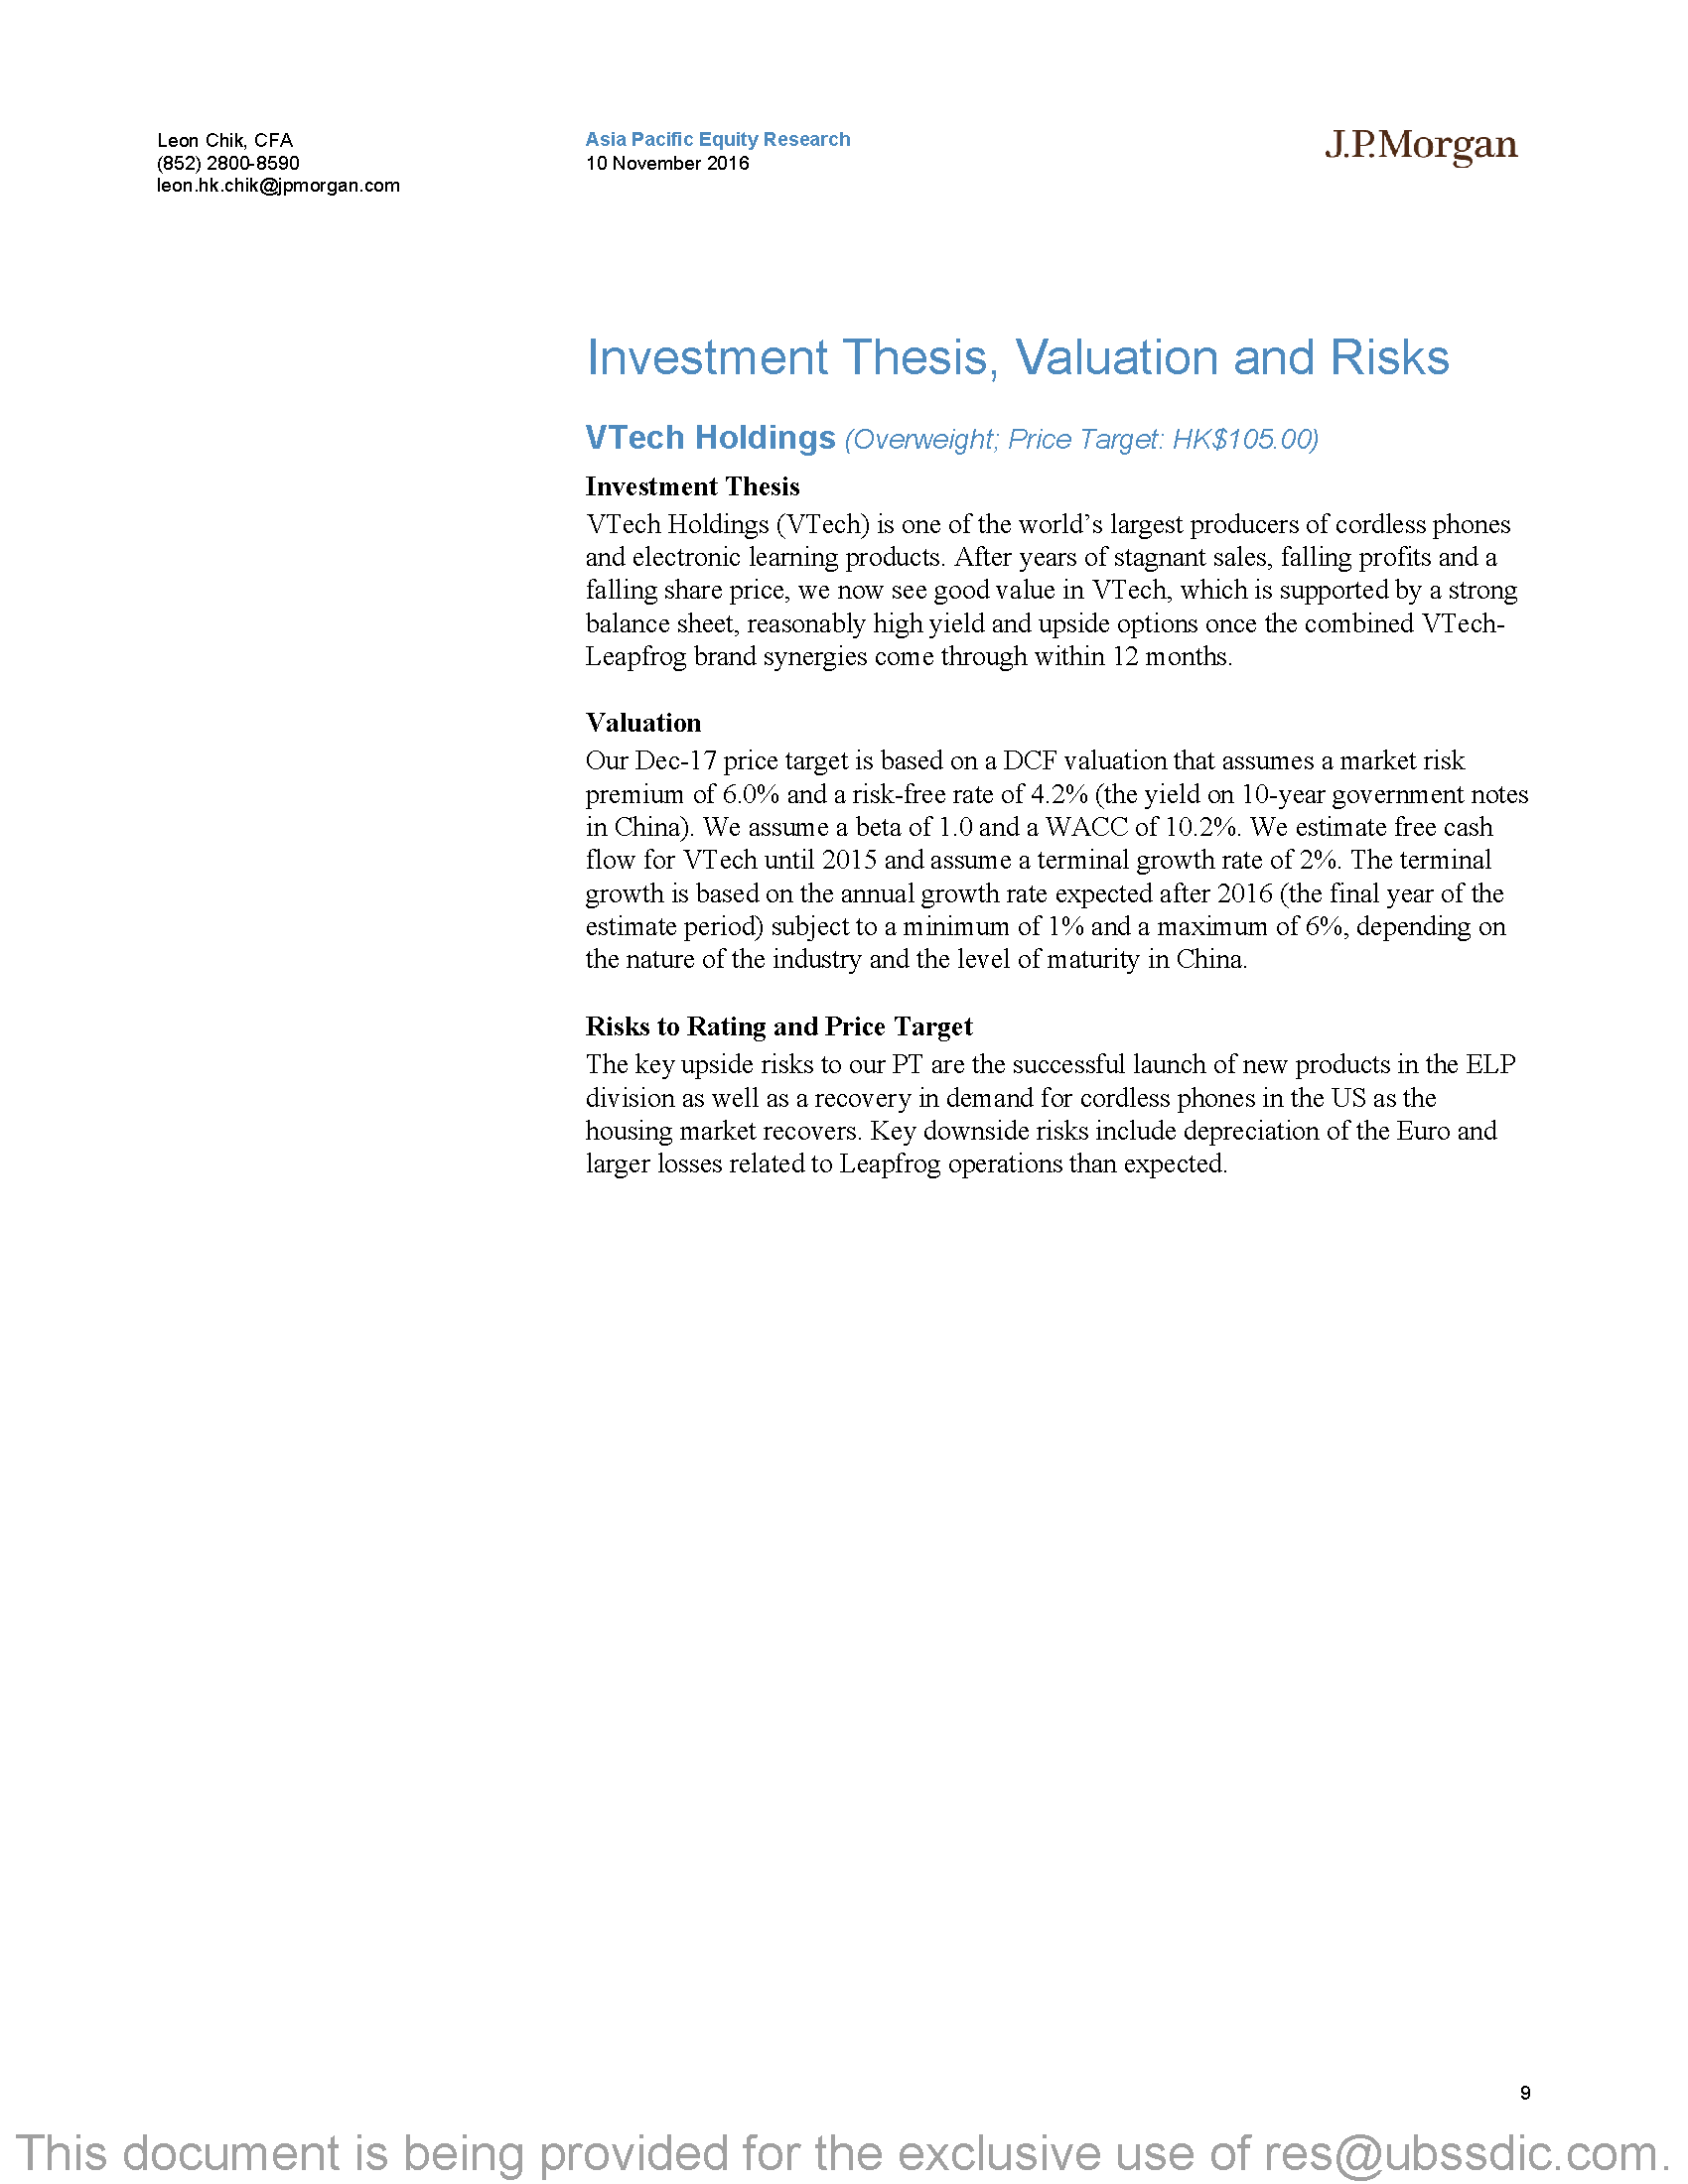 Leon Chik, CFA
(852) 2800-8590
leon.hk.chik@jpmorgan.com
Asia Pacific Equity Research
10 November 2016
J.P.Morgan
Investment Thesis, Valuation and Risks
VTech Holdings (Overweight; Price Target: HK$105.00)
Investment Thesis
VTech Holdings (VTech) is one of the world’s largest producers of cordless phones
and electronic learning products. After years of stagnant sales, falling profits and a
falling share price, we now see good value in VTech, which is supported by a strong
balance sheet, reasonably high yield and upside options once the combined VTech-
Leapfrog brand synergies come through within 12 months.
Valuation
Our Dec-17 price target is based on a DCF valuation that assumes a market risk
premium of 6.0% and a risk-free rate of 4.2% (the yield on 10-year government notes
in China). We assume a beta of 1.0 and a WACC of 10.2%. We estimate free cash
flow for VTech until 2015 and assume a terminal growth rate of 2%. The terminal
growth is based on the annual growth rate expected after 2016 (the final year of the
estimate period) subject to a minimum of 1% and a maximum of 6%, depending on
the nature of the industry and the level of maturity in China.
Risks to Rating and Price Target
The key upside risks to our PT are the successful launch of new products in the ELP
division as well as a recovery in demand for cordless phones in the US as the
housing market recovers. Key downside risks include depreciation of the Euro and
larger losses related to Leapfrog operations than expected.
9
This document is being provided for the exclusive use of res@ubssdic.com.